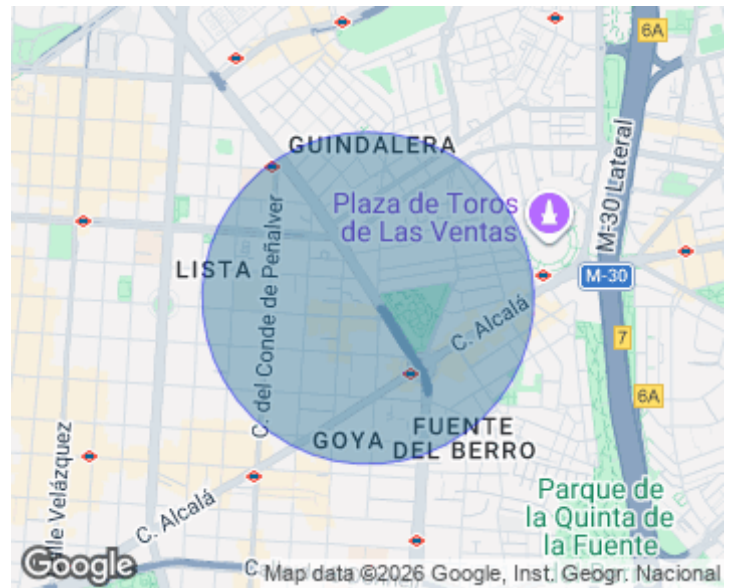 6A
GUINDALERA
Plaza de Toros
de Las Ventas
M-30 Lateral
C. del Conde de Peñalver
LISTA
M-30
C. Alcalá
7
6A
GOYA
FUENTE
DEL BERRO
lle Velázquez
C. Alcalá
Parque de
la Quinta de
la Fuente
Google
C
Map data ©2026 Google, Inst. Geogr. Nacional